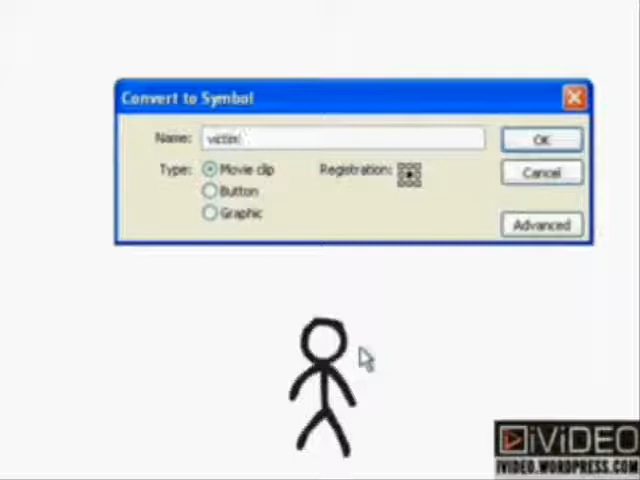 Convert to Symbol
Name: victim
Type: Movie clip Registration:
Button
Graphic
OK
Cancel
Advanced
iViDEO
IVIDEO.WORDPRESS.COM